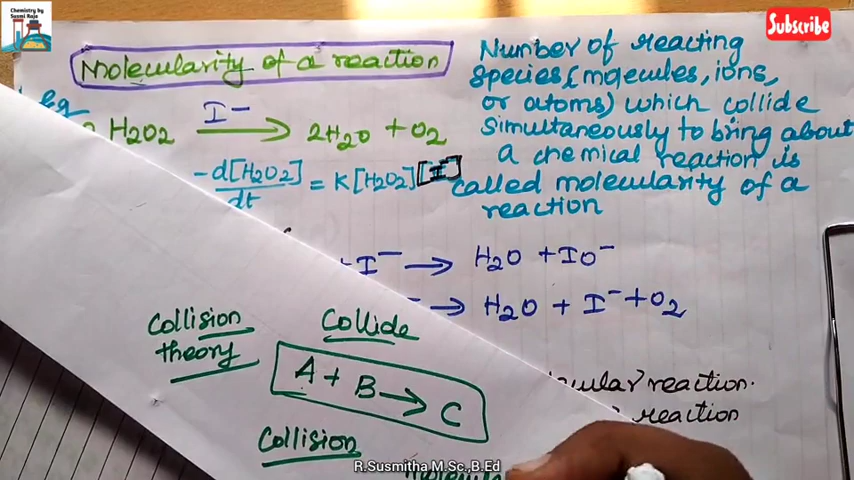 Chemistry by
Susmi Raja
Subscribe
Molecularity of a reaction
Eg
H2O2 I⁻ → 2H2O + O2
-d[H2O2]/dt = K[H2O2][I⁻]
Number of reacting
species (molecules, ions,
or atoms) which collide
simultaneously to bring about
a chemical reaction is
called molecularity of a
reaction
+ I⁻ → H2O + IO⁻
→ H2O + I⁻ + O2
Collision
theory
Collide
A + B → C
Collision
reaction.
reaction
R.Susmitha M.Sc.,B.Ed